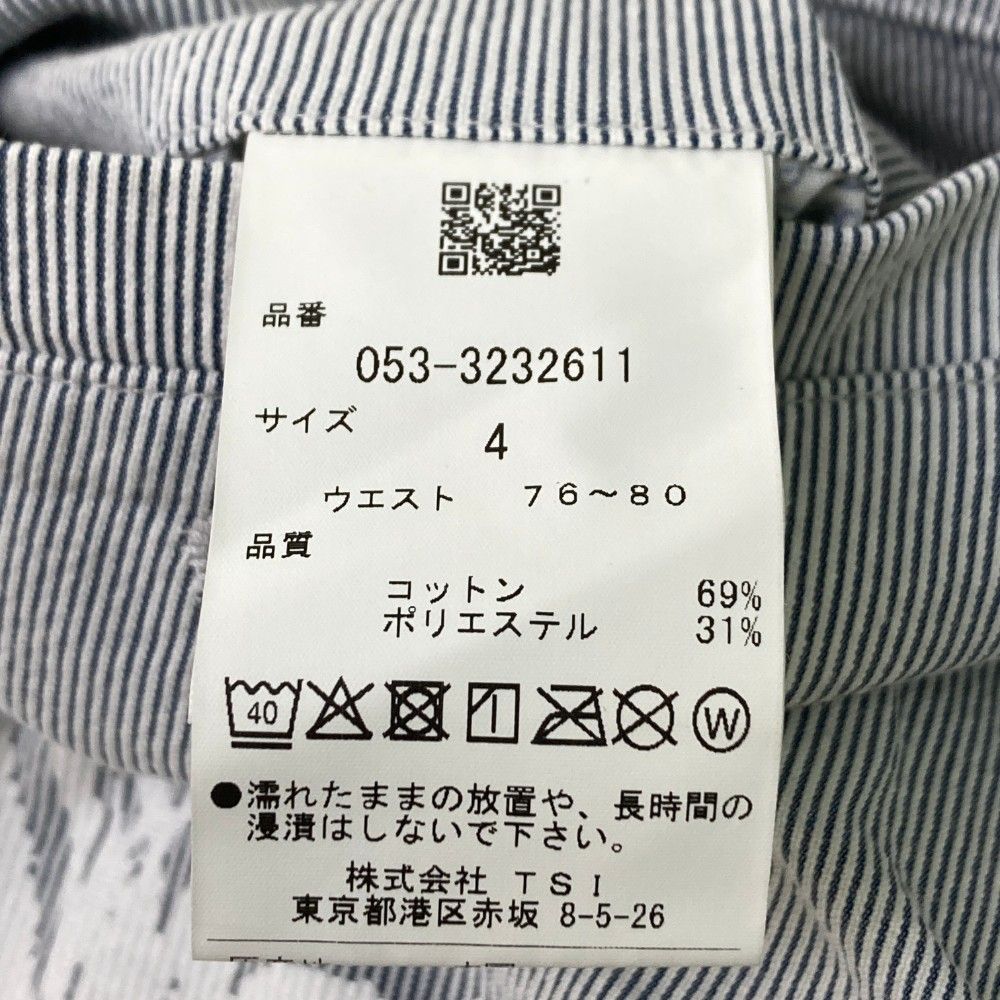 品番
053-3232611
サイズ
4
ウエスト ７６～８０
品質
コットン 69%
ポリエステル 31%
40 W
●濡れたままの放置や、長時間の
浸漬はしないで下さい。
株式会社 ＴＳＩ
東京都港区赤坂 8-5-26